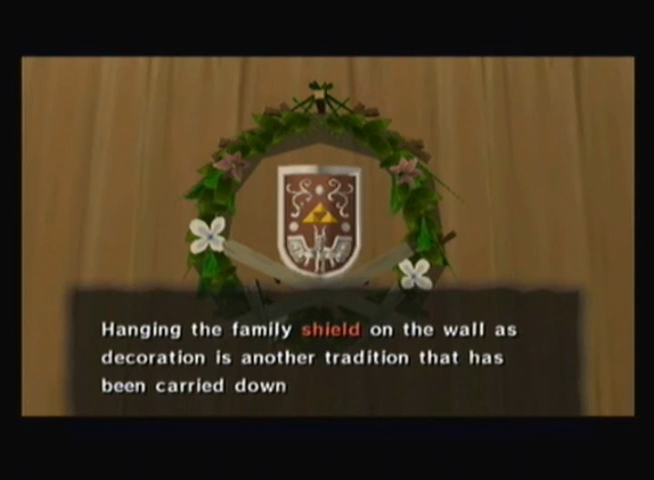 Hanging the family shield on the wall as
decoration is another tradition that has
been carried down